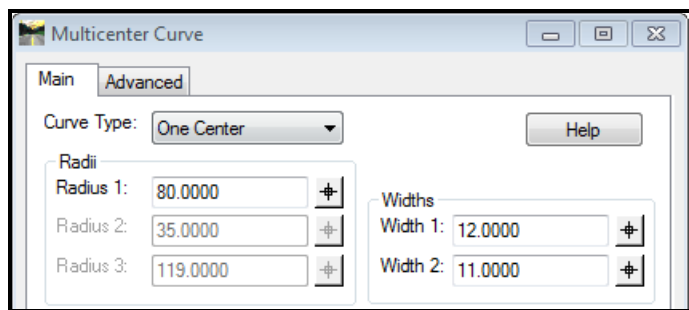 Multicenter Curve
Main Advanced
Curve Type: One Center Help
Radii
Radius 1: 80.0000
Radius 2: 35.0000
Radius 3: 119.0000
Widths
Width 1: 12.0000
Width 2: 11.0000